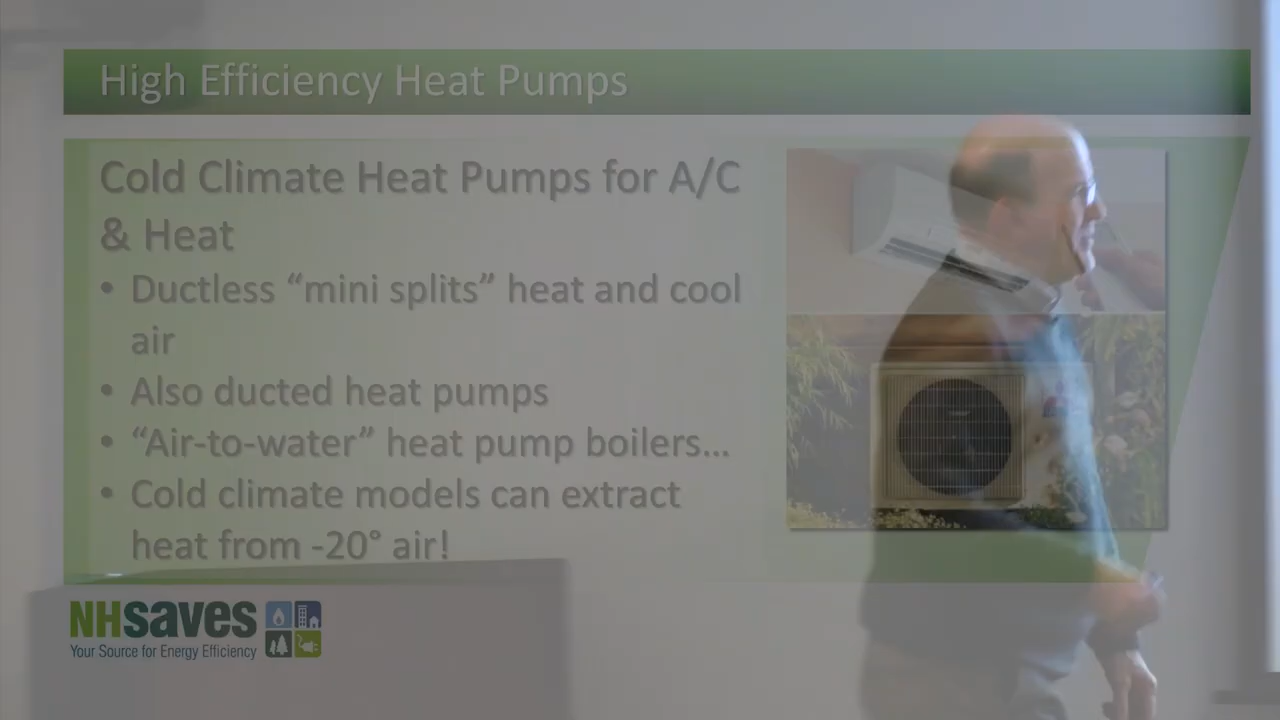 High Efficiency Heat Pumps
Cold Climate Heat Pumps for A/C
& Heat
• Ductless “mini splits” heat and cool
air
• Also ducted heat pumps
• “Air-to-water” heat pump boilers…
• Cold climate models can extract
heat from -20° air!
NHsaves
Your Source for Energy Efficiency